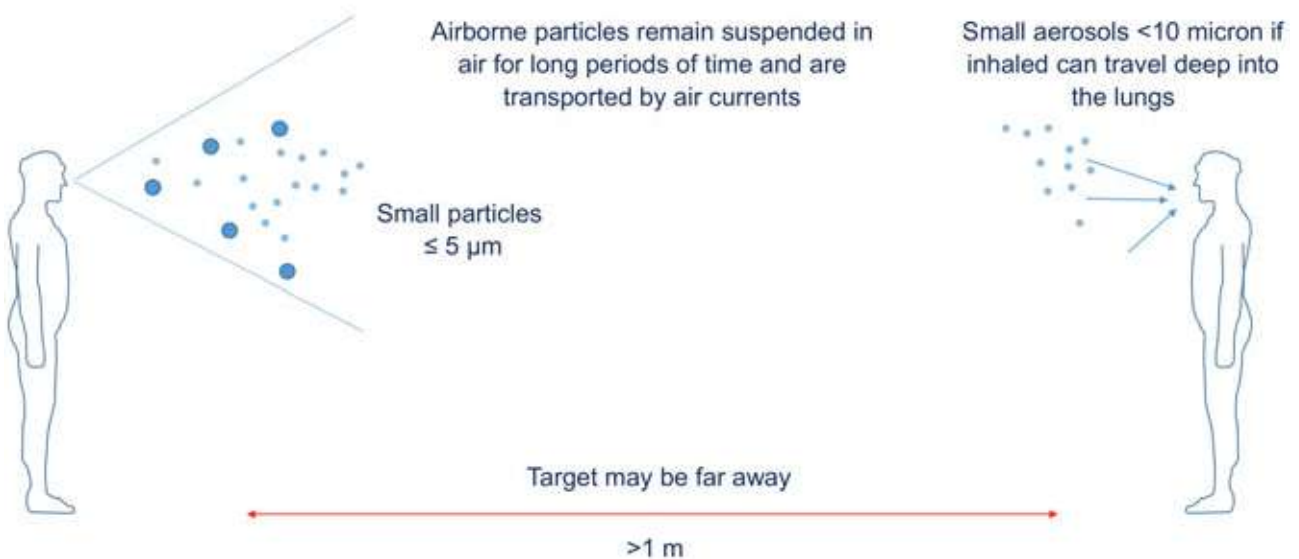 Airborne particles remain suspended in
air for long periods of time and are
transported by air currents
Small aerosols <10 micron if
inhaled can travel deep into
the lungs
Small particles
≤ 5 µm
Target may be far away
>1 m